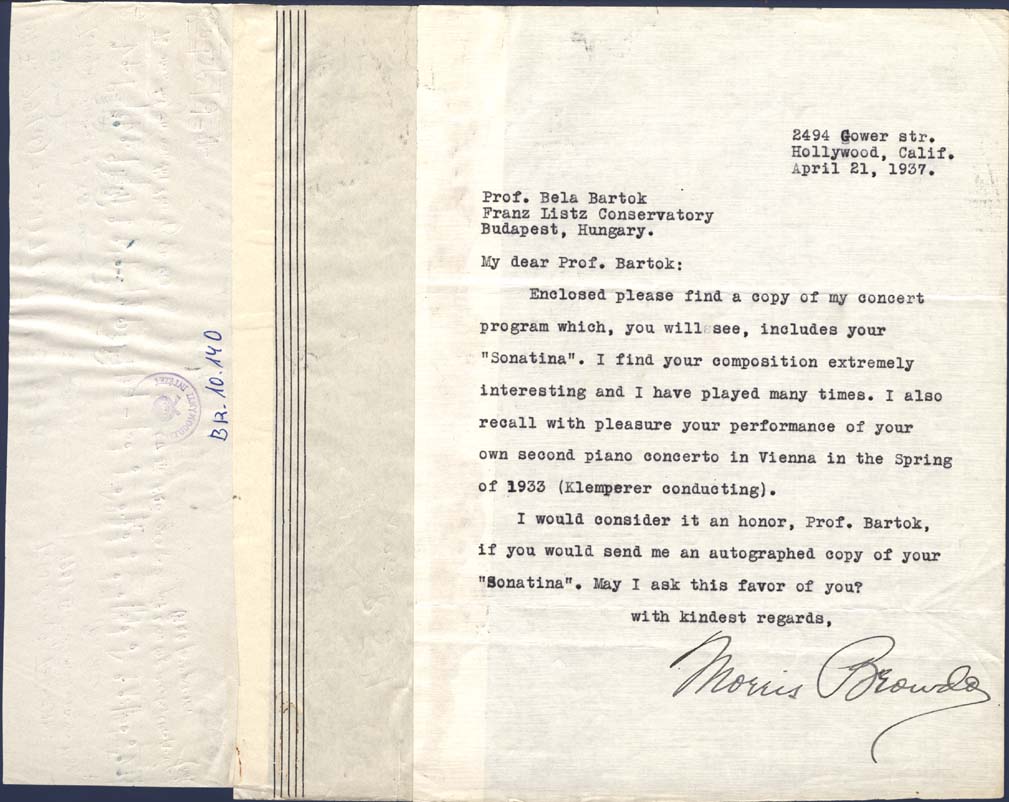 2494 Gower str.
Hollywood, Calif.
April 21, 1937.
Prof. Bela Bartok
Franz Listz Conservatory
Budapest, Hungary.
My dear Prof. Bartok:
Enclosed please find a copy of my concert
program which, you will see, includes your
"Sonatina". I find your composition extremely
interesting and I have played many times. I also
recall with pleasure your performance of your
own second piano concerto in Vienna in the Spring
of 1933 (Klemperer conducting).
I would consider it an honor, Prof. Bartok,
if you would send me an autographed copy of your
"Sonatina". May I ask this favor of you?
with kindest regards,
Morris Browda
BR. 10.140